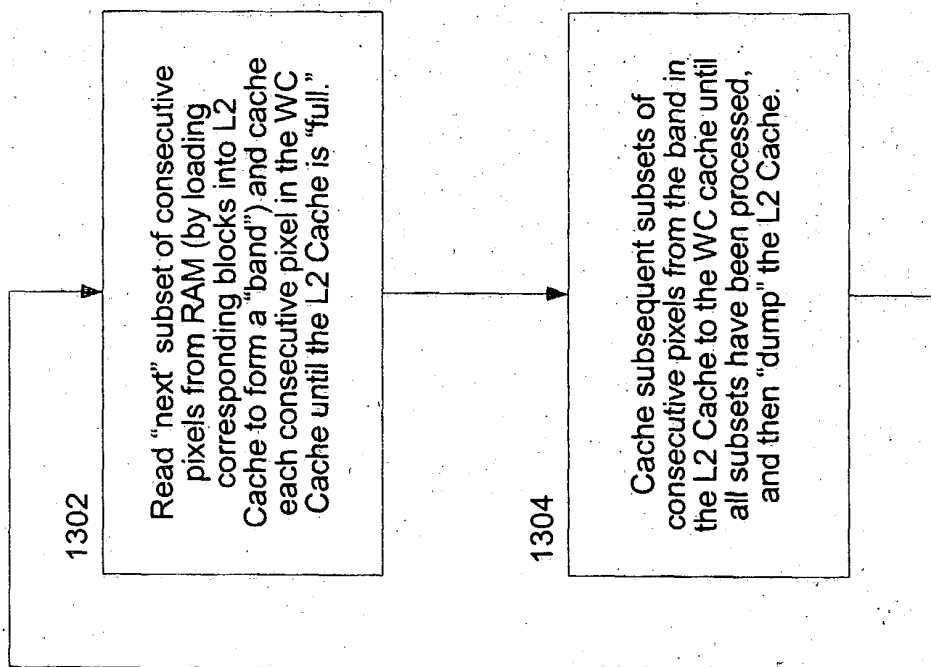 1302
Read “next” subset of consecutive
pixels from RAM (by loading
corresponding blocks into L2
Cache to form a “band”) and cache
each consecutive pixel in the WC
Cache until the L2 Cache is “full.”
1304
Cache subsequent subsets of
consecutive pixels from the band in
the L2 Cache to the WC cache until
all subsets have been processed,
and then “dump” the L2 Cache.